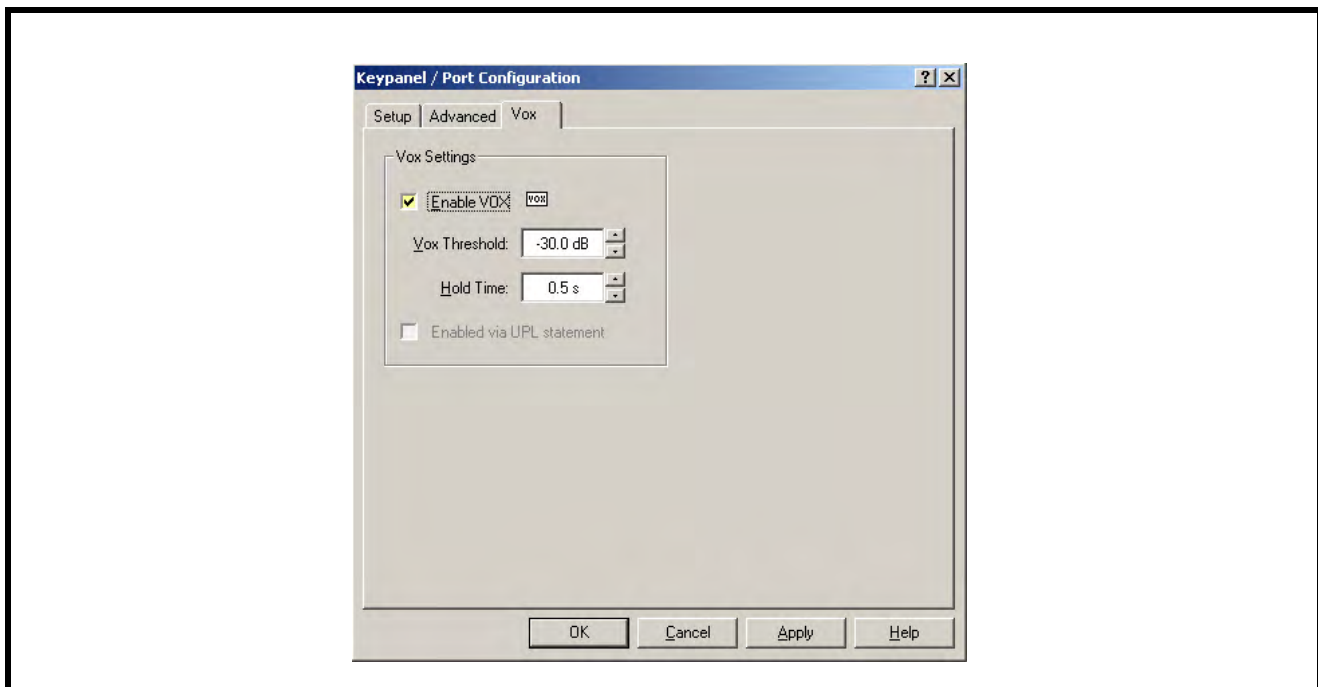 Keypanel / Port Configuration
Setup Advanced Vox
Vox Settings
Enable VOX VOX
Vox Threshold: -30.0 dB
Hold Time: 0.5 s
Enabled via UPL statement
OK Cancel Apply Help